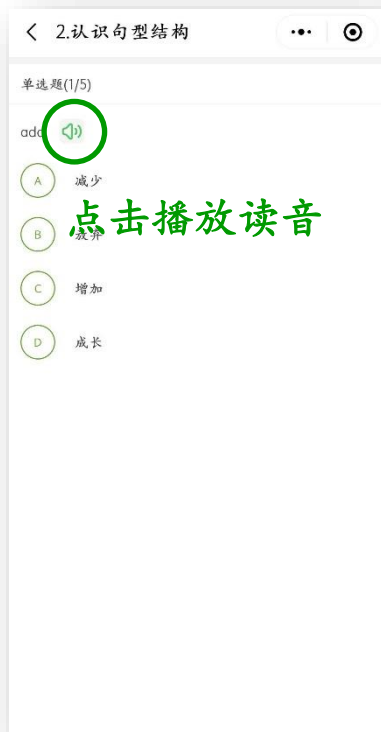 2.认识句型结构
单选题(1/5)
add
A 减少
点击播放读音
B 放弃
C 增加
D 成长